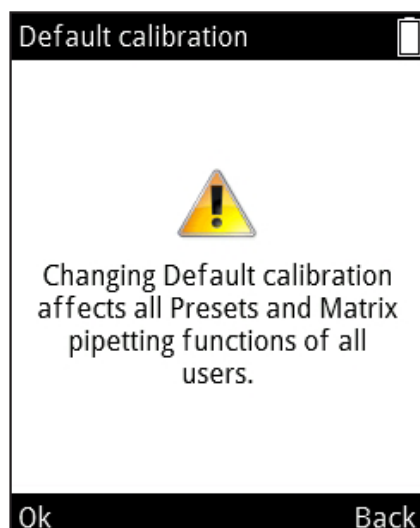 Default calibration
Changing Default calibration
affects all Presets and Matrix
pipetting functions of all
users.
Ok
Back